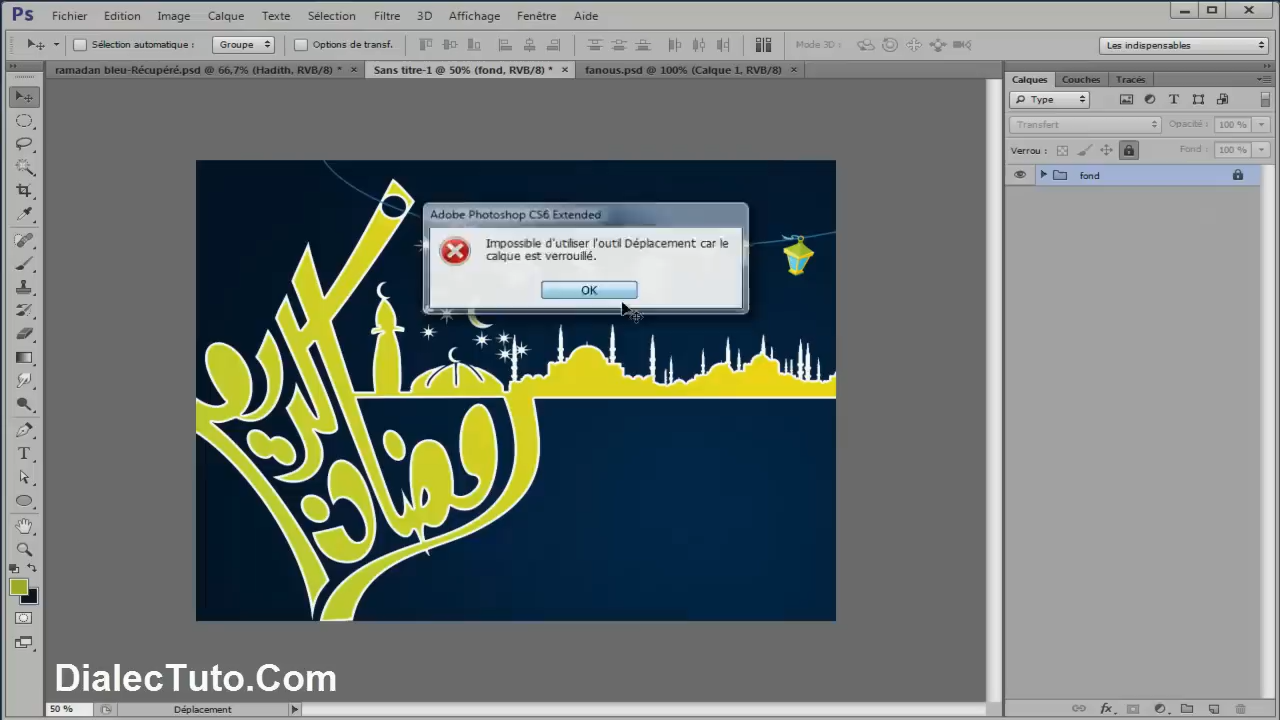 Ps Fichier Edition Image Calque Texte Sélection Filtre 3D Affichage Fenêtre Aide
Sélection automatique : Groupe Options de transf. Mode 3D : Les indispensables
ramadan bleu-Récupéré.psd @ 66,7% (Hadith, RVB/8) * × Sans titre-1 @ 50% (fond, RVB/8) * × fanous.psd @ 100% (Calque 1, RVB/8) ×
Calques Couches Tracés
Type
Transfert Opacité : 100 %
Verrou : Fond : 100 %
fond
Adobe Photoshop CS6 Extended
Impossible d'utiliser l'outil Déplacement car le
calque est verrouillé.
OK
رمضان
الكريم
DialecTuto.Com
50 % Déplacement